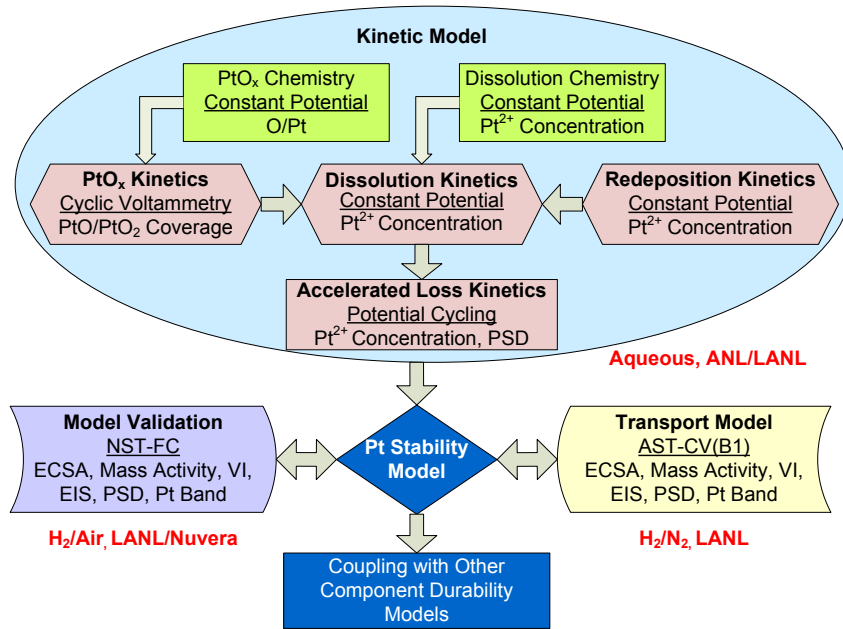 Kinetic Model
PtOₓ Chemistry
Constant Potential
O/Pt
Dissolution Chemistry
Constant Potential
Pt²⁺ Concentration
PtOₓ Kinetics
Cyclic Voltammetry
PtO/PtO₂ Coverage
Dissolution Kinetics
Constant Potential
Pt²⁺ Concentration
Redeposition Kinetics
Constant Potential
Pt²⁺ Concentration
Accelerated Loss Kinetics
Potential Cycling
Pt²⁺ Concentration, PSD
Aqueous, ANL/LANL
Model Validation
NST-FC
ECSA, Mass Activity, VI,
EIS, PSD, Pt Band
Pt Stability
Model
Transport Model
AST-CV(B1)
ECSA, Mass Activity, VI,
EIS, PSD, Pt Band
H₂/Air, LANL/Nuvera
H₂/N₂, LANL
Coupling with Other
Component Durability
Models